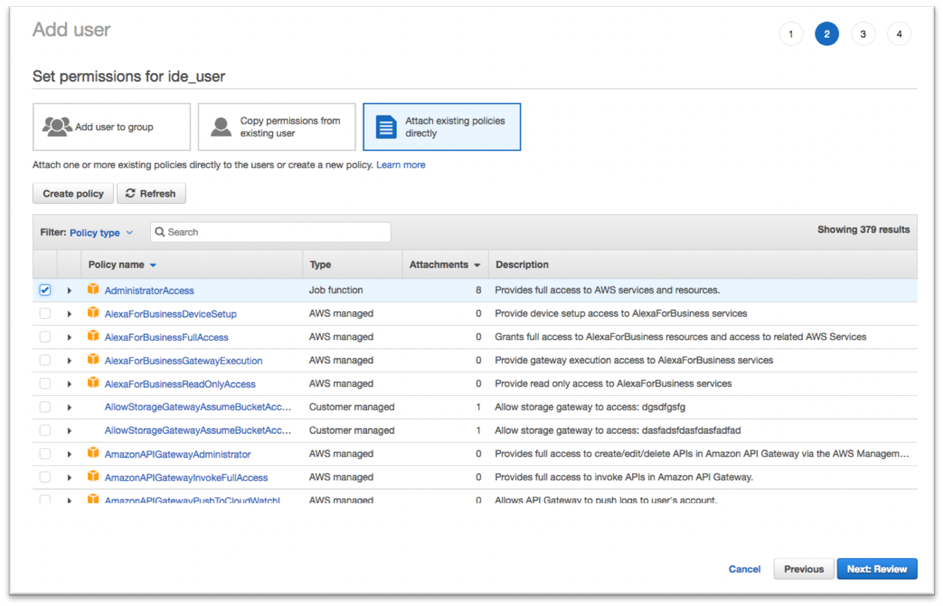 Add user
1 2 3 4
Set permissions for ide_user
Add user to group
Copy permissions from
existing user
Attach existing policies
directly
Attach one or more existing policies directly to the users or create a new policy. Learn more
Create policy Refresh
Filter: Policy type Search Showing 379 results
Policy name Type Attachments Description
AdministratorAccess Job function 8 Provides full access to AWS services and resources.
AlexaForBusinessDeviceSetup AWS managed 0 Provide device setup access to AlexaForBusiness services
AlexaForBusinessFullAccess AWS managed 0 Grants full access to AlexaForBusiness resources and access to related AWS Services
AlexaForBusinessGatewayExecution AWS managed 0 Provide gateway execution access to AlexaForBusiness services
AlexaForBusinessReadOnlyAccess AWS managed 0 Provide read only access to AlexaForBusiness services
AllowStorageGatewayAssumeBucketAcc... Customer managed 1 Allow storage gateway to access: dgsdfgsfg
AllowStorageGatewayAssumeBucketAcc... Customer managed 1 Allow storage gateway to access: dasfadsfdasfdasfadfad
AmazonAPIGatewayAdministrator AWS managed 0 Provides full access to create/edit/delete APIs in Amazon API Gateway via the AWS Managem...
AmazonAPIGatewayInvokeFullAccess AWS managed 0 Provides full access to invoke APIs in Amazon API Gateway.
AmazonAPIGatewayPushToCloudWatchL AWS managed 0 Allows API Gateway to push logs to user's account.
Cancel Previous Next: Review